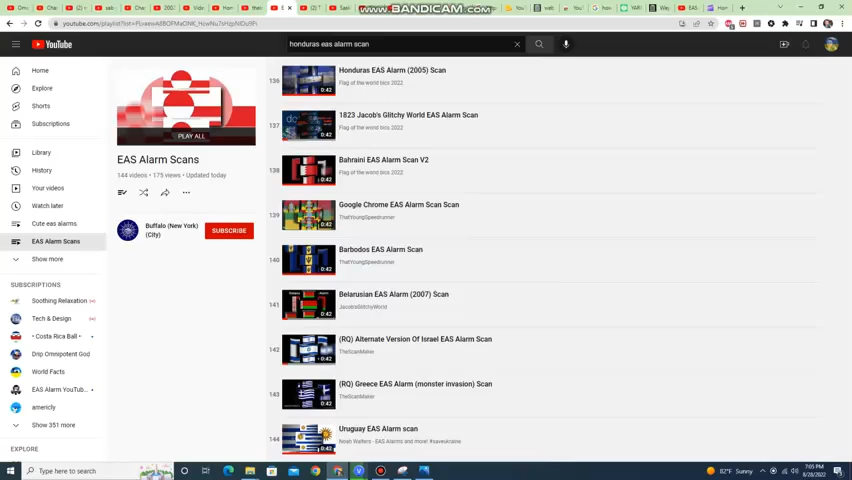 WWW.BANDICAM.COM
youtube.com/playlist?list=
YouTube
honduras eas alarm scan
Home
Explore
Shorts
Subscriptions
Library
History
Your videos
Watch later
Cute eas alarms
EAS Alarm Scans
Show more
SUBSCRIPTIONS
Soothing Relaxation
Tech & Design
• Costa Rica Ball •
Drip Omnipotent God
World Facts
EAS Alarm YouTub...
americly
Show 351 more
EXPLORE
PLAY ALL
EAS Alarm Scans
144 videos • 175 views • Updated today
Buffalo (New York)
(City)
SUBSCRIBE
136
0:42
Honduras EAS Alarm (2005) Scan
Flag of the world bics 2022
137
0:42
1823 Jacob's Glitchy World EAS Alarm Scan
Flag of the world bics 2022
138
0:42
Bahraini EAS Alarm Scan V2
Flag of the world bics 2022
139
0:42
Google Chrome EAS Alarm Scan Scan
ThatYoungSpeedrunner
140
0:42
Barbodos EAS Alarm Scan
ThatYoungSpeedrunner
141
0:42
Belarusian EAS Alarm (2007) Scan
JacobsGlitchyWorld
142
0:42
(RQ) Alternate Version Of Israel EAS Alarm Scan
TheScanMaker
143
0:42
(RQ) Greece EAS Alarm (monster invasion) Scan
TheScanMaker
144
0:42
Uruguay EAS Alarm scan
Noah Walters - EAS Alarms and more! #saveukraine
Type here to search
82°F Sunny
7:05 PM
8/28/2022